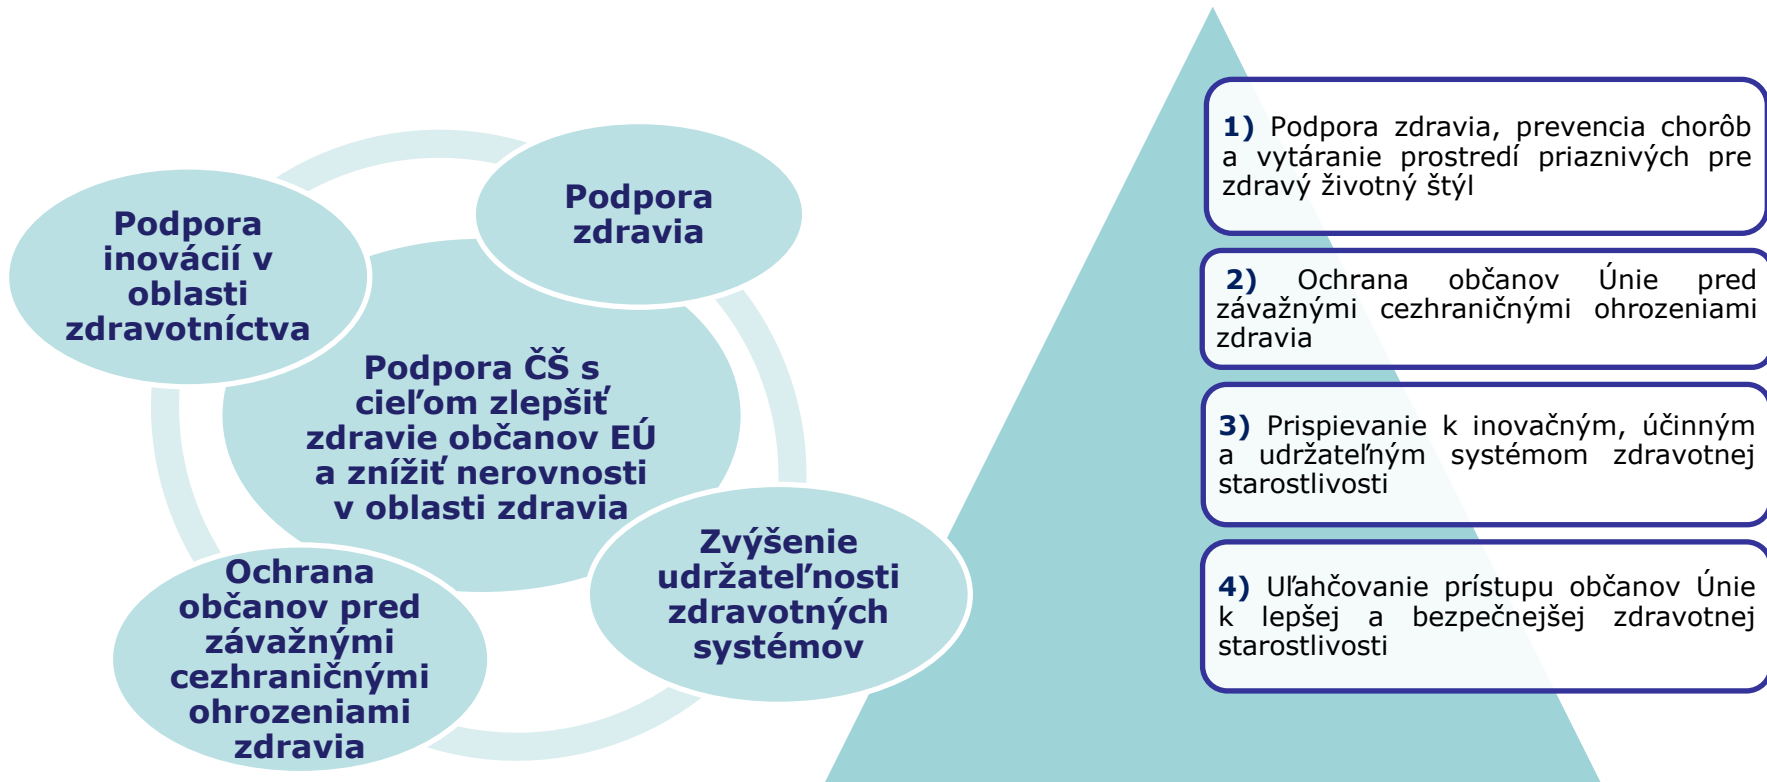 Podpora
inovácií v
oblasti
zdravotníctva
Podpora
zdravia
Podpora ČŠ s
cieľom zlepšiť
zdravie občanov EÚ
a znížiť nerovnosti
v oblasti zdravia
Ochrana
občanov pred
závažnými
cezhraničnými
ohrozeniami
zdravia
Zvýšenie
udržateľnosti
zdravotných
systémov
1) Podpora zdravia, prevencia chorôb
a vytáranie prostredí priaznivých pre
zdravý životný štýl
2) Ochrana občanov Únie pred
závažnými cezhraničnými ohrozeniami
zdravia
3) Prispievanie k inovačným, účinným
a udržateľným systémom zdravotnej
starostlivosti
4) Uľahčovanie prístupu občanov Únie
k lepšej a bezpečnejšej zdravotnej
starostlivosti